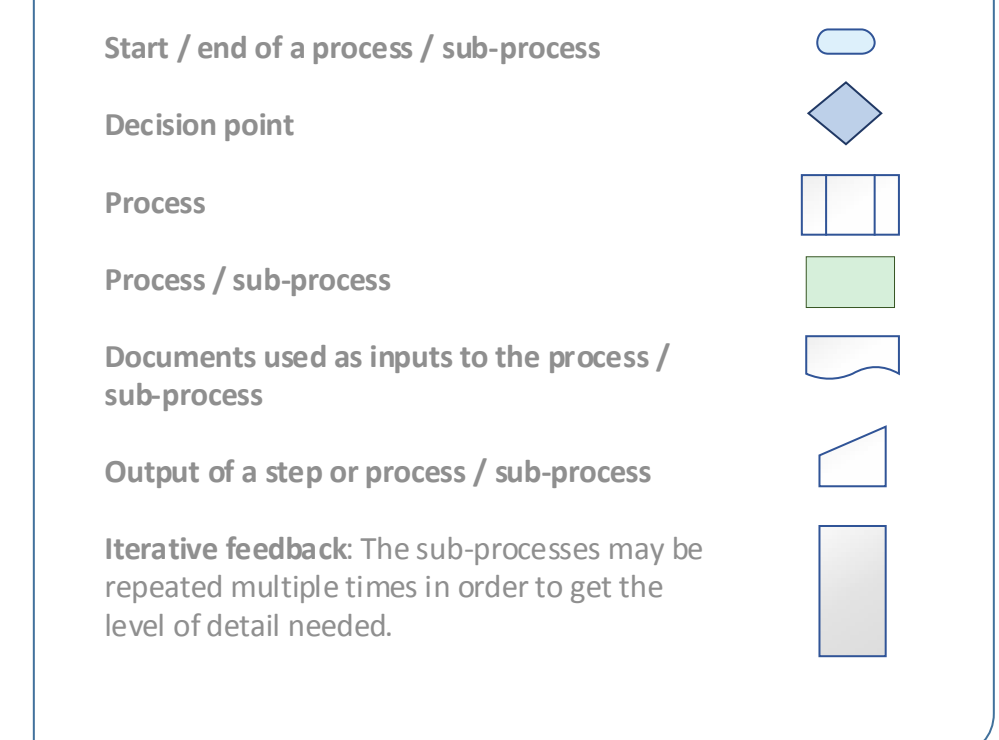 Start / end of a process / sub-process
Decision point
Process
Process / sub-process
Documents used as inputs to the process /
sub-process
Output of a step or process / sub-process
Iterative feedback: The sub-processes may be
repeated multiple times in order to get the
level of detail needed.